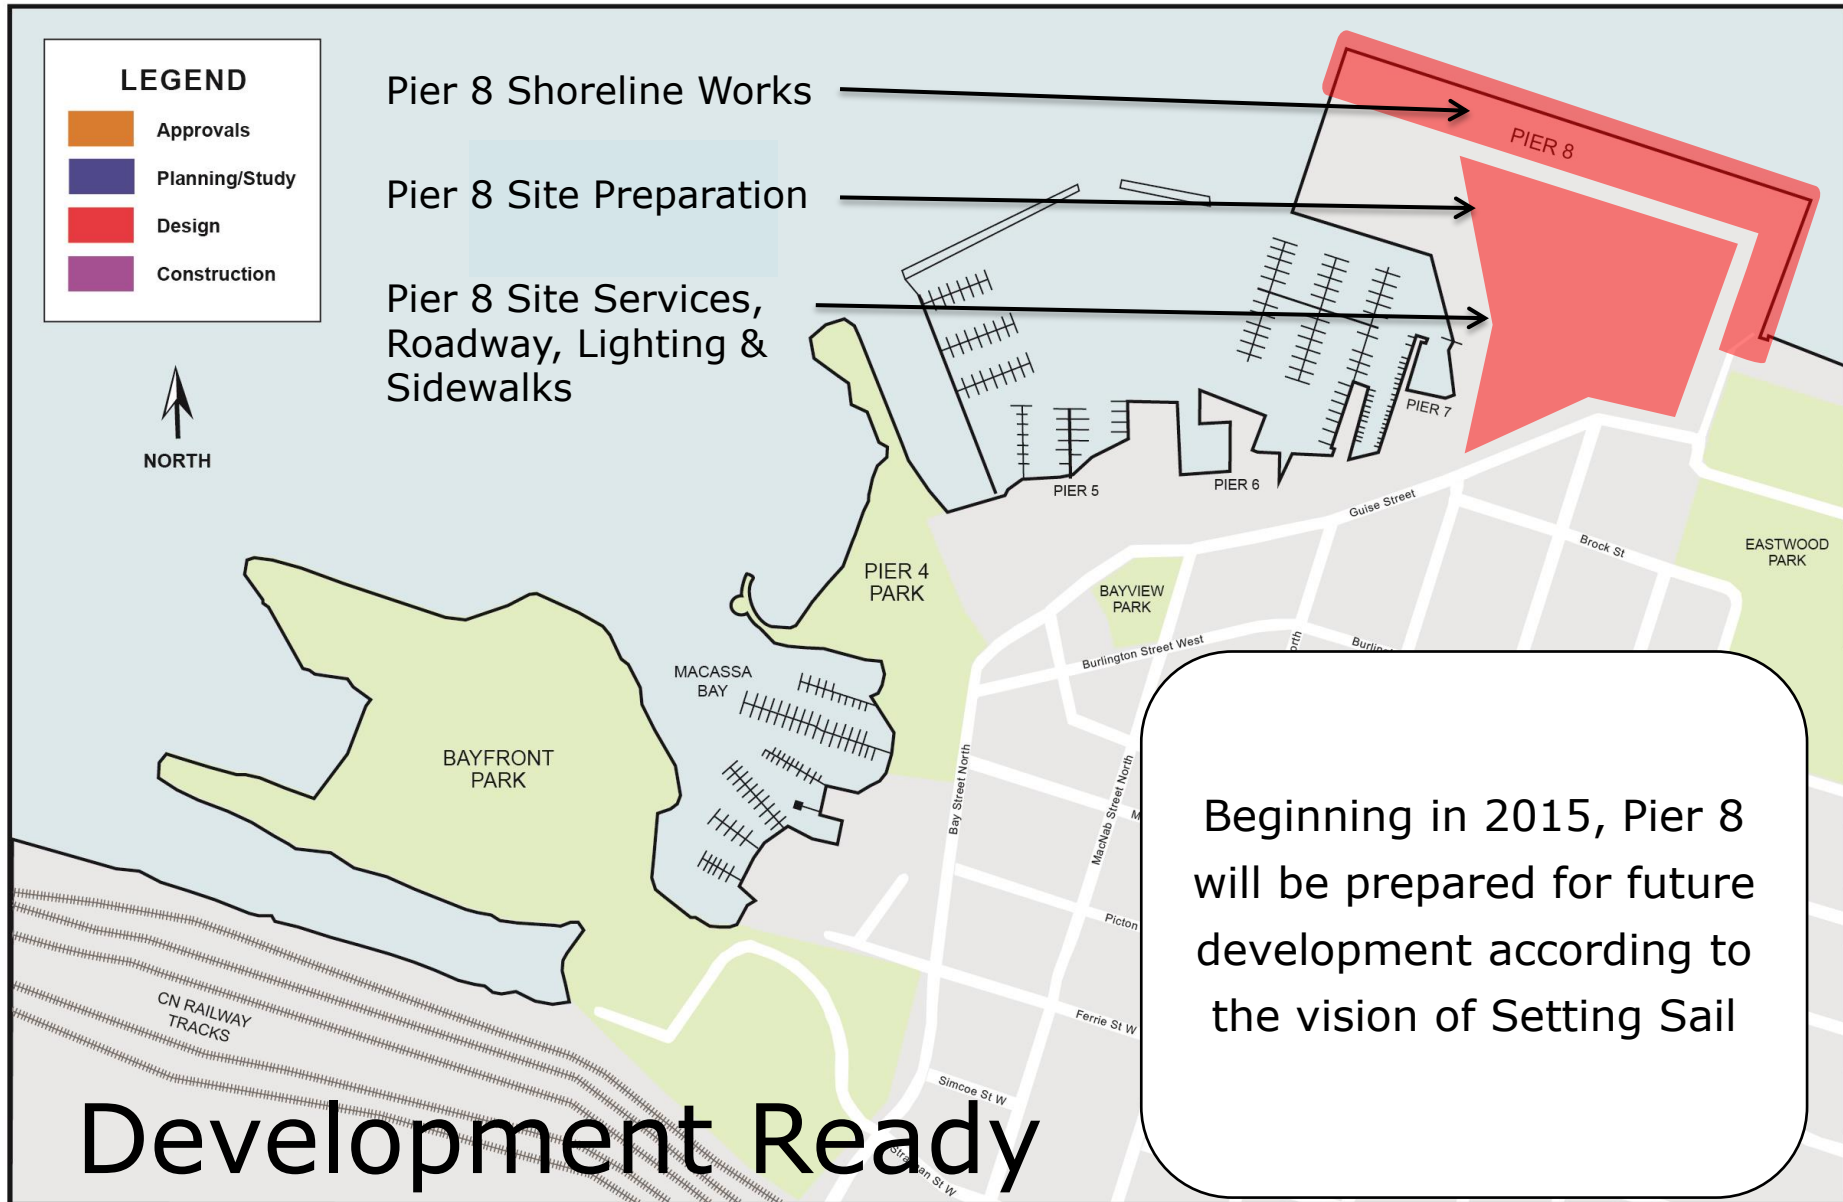 LEGEND
Approvals
Planning/Study
Design
Construction
NORTH
Pier 8 Shoreline Works
Pier 8 Site Preparation
Pier 8 Site Services,
Roadway, Lighting &
Sidewalks
PIER 8
PIER 7
PIER 6
PIER 5
Guise Street
Brock St
EASTWOOD
PARK
PIER 4
PARK
BAYVIEW
PARK
Burlington Street West
MACASSA
BAY
BAYFRONT
PARK
Bay Street North
MacNab Street North
Picton
Ferrie St W
Simcoe St W
CN RAILWAY
TRACKS
Beginning in 2015, Pier 8
will be prepared for future
development according to
the vision of Setting Sail
Development Ready